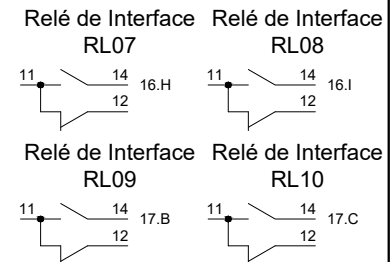 Relé de Interface Relé de Interface
RL07 RL08
11 14 16.H 11 14 16.I
12 12
Relé de Interface Relé de Interface
RL09 RL10
11 14 17.B 11 14 17.C
12 12